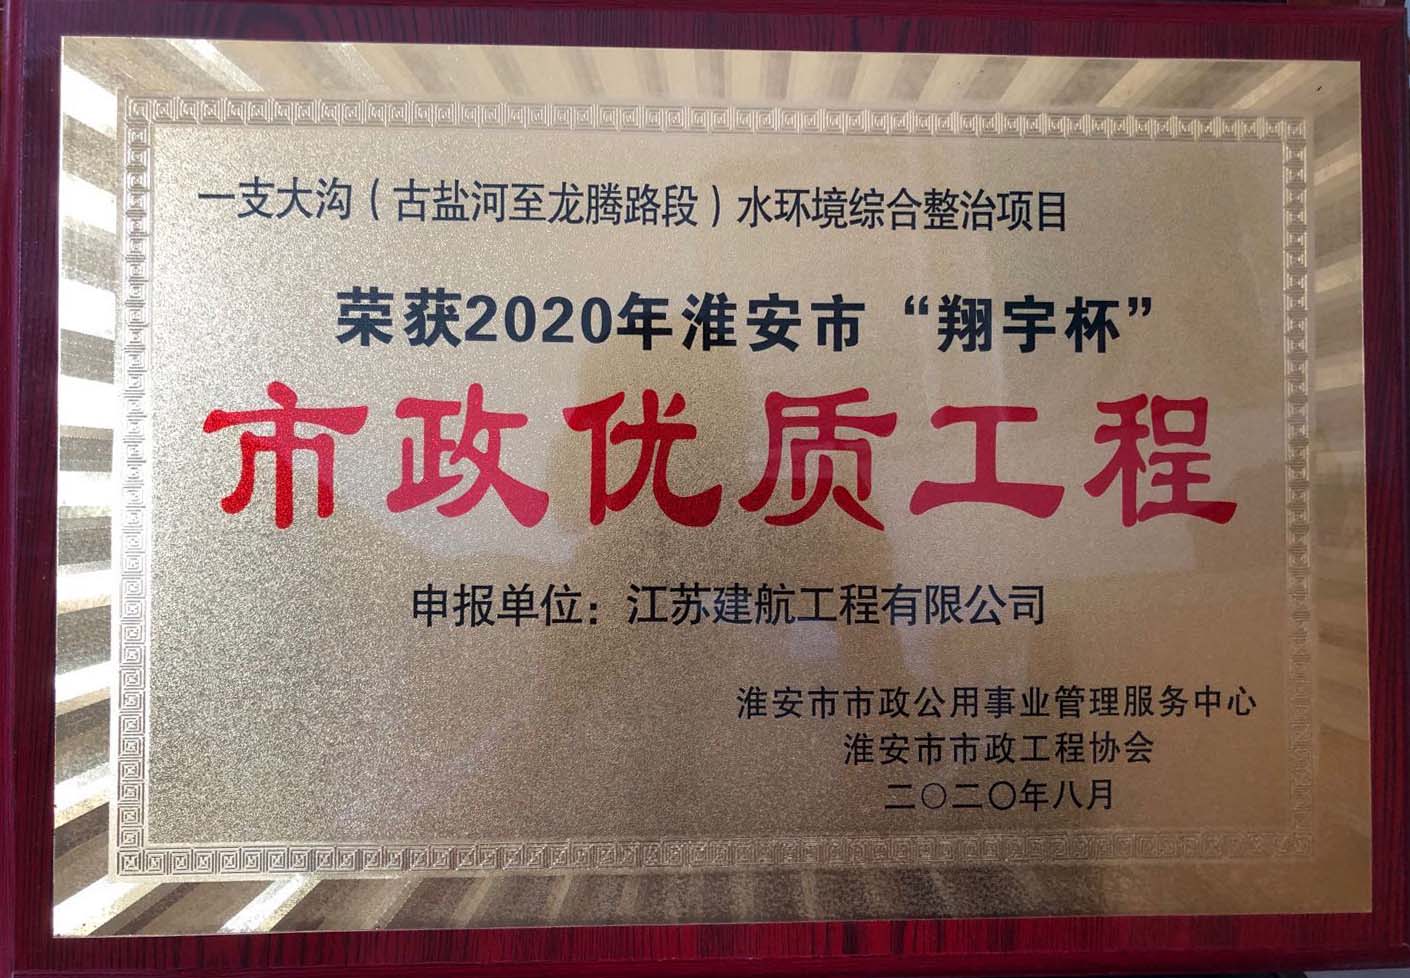 一支大沟（古盐河至龙腾路段）水环境综合整治项目
荣获2020年淮安市“翔宇杯”
市政优质工程
申报单位：江苏建航工程有限公司
淮安市市政公用事业管理服务中心
淮安市市政工程协会
二〇二〇年八月